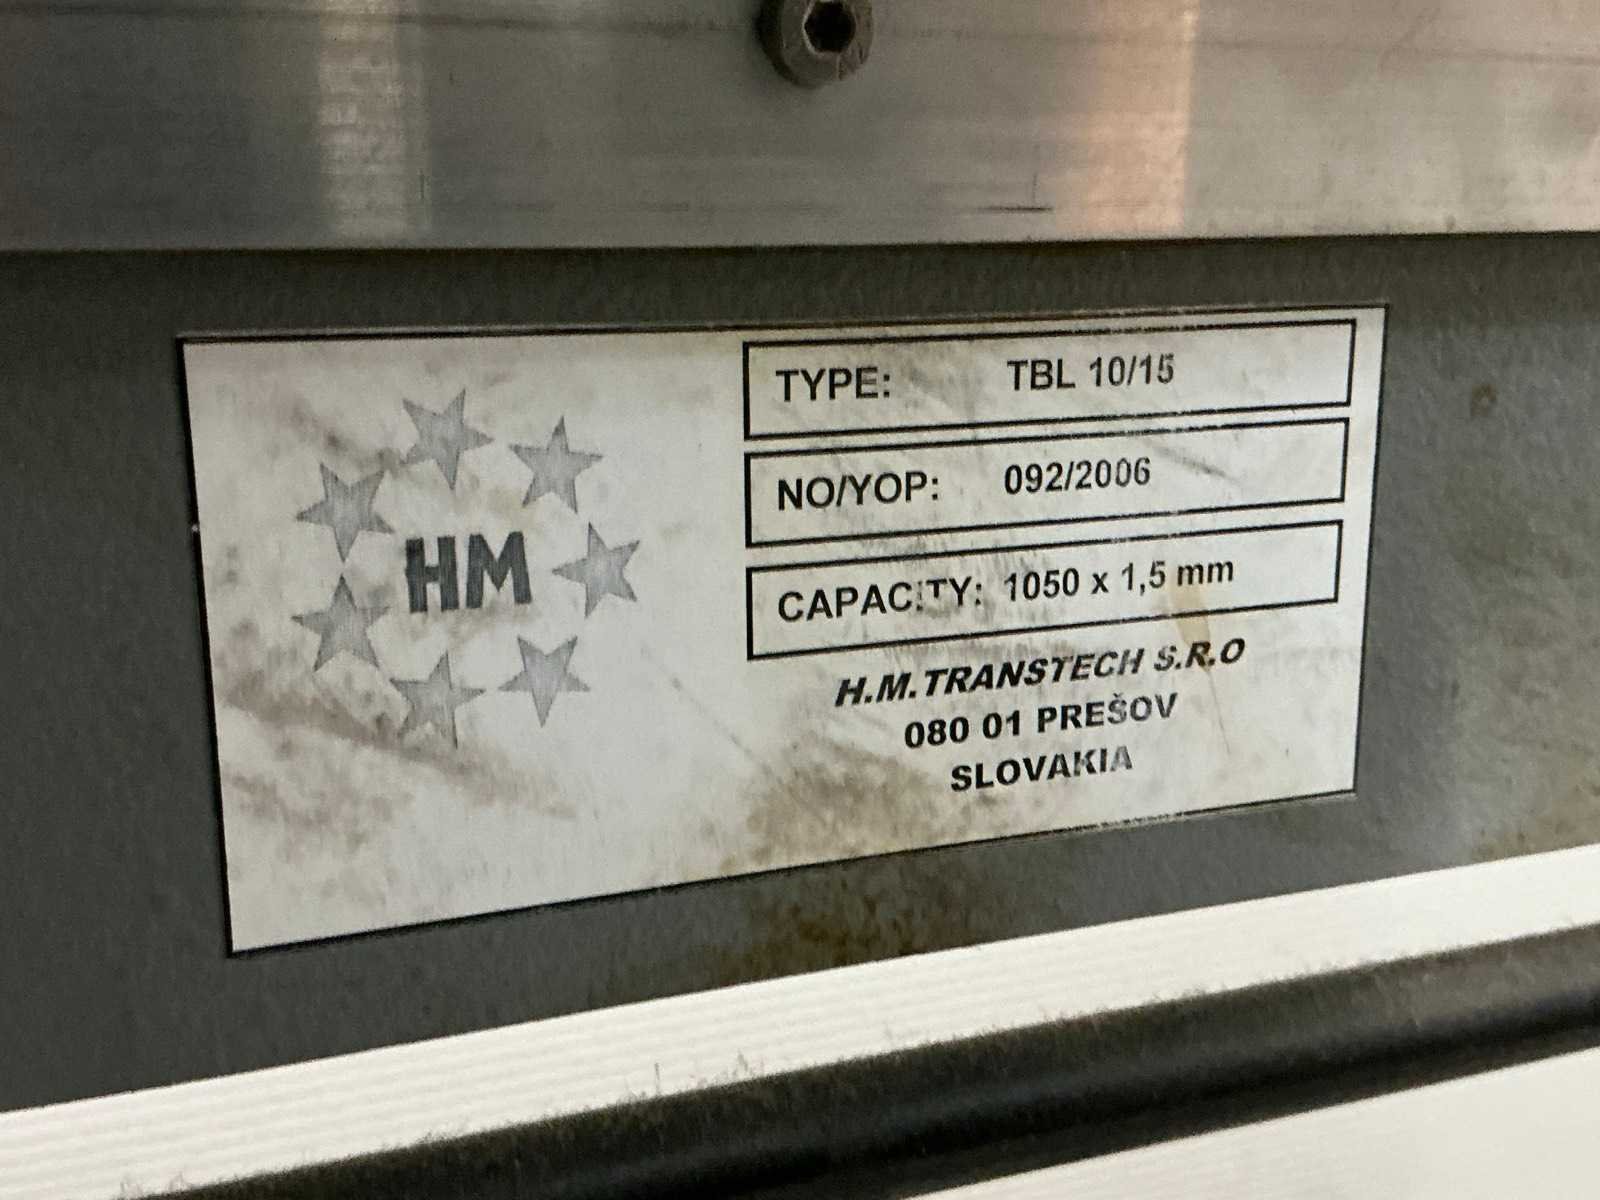 HM
TYPE: TBL 10/15
NO/YOP: 092/2006
CAPACITY: 1050 x 1,5 mm
H.M.TRANSTECH S.R.O
080 01 PREŠOV
SLOVAKIA